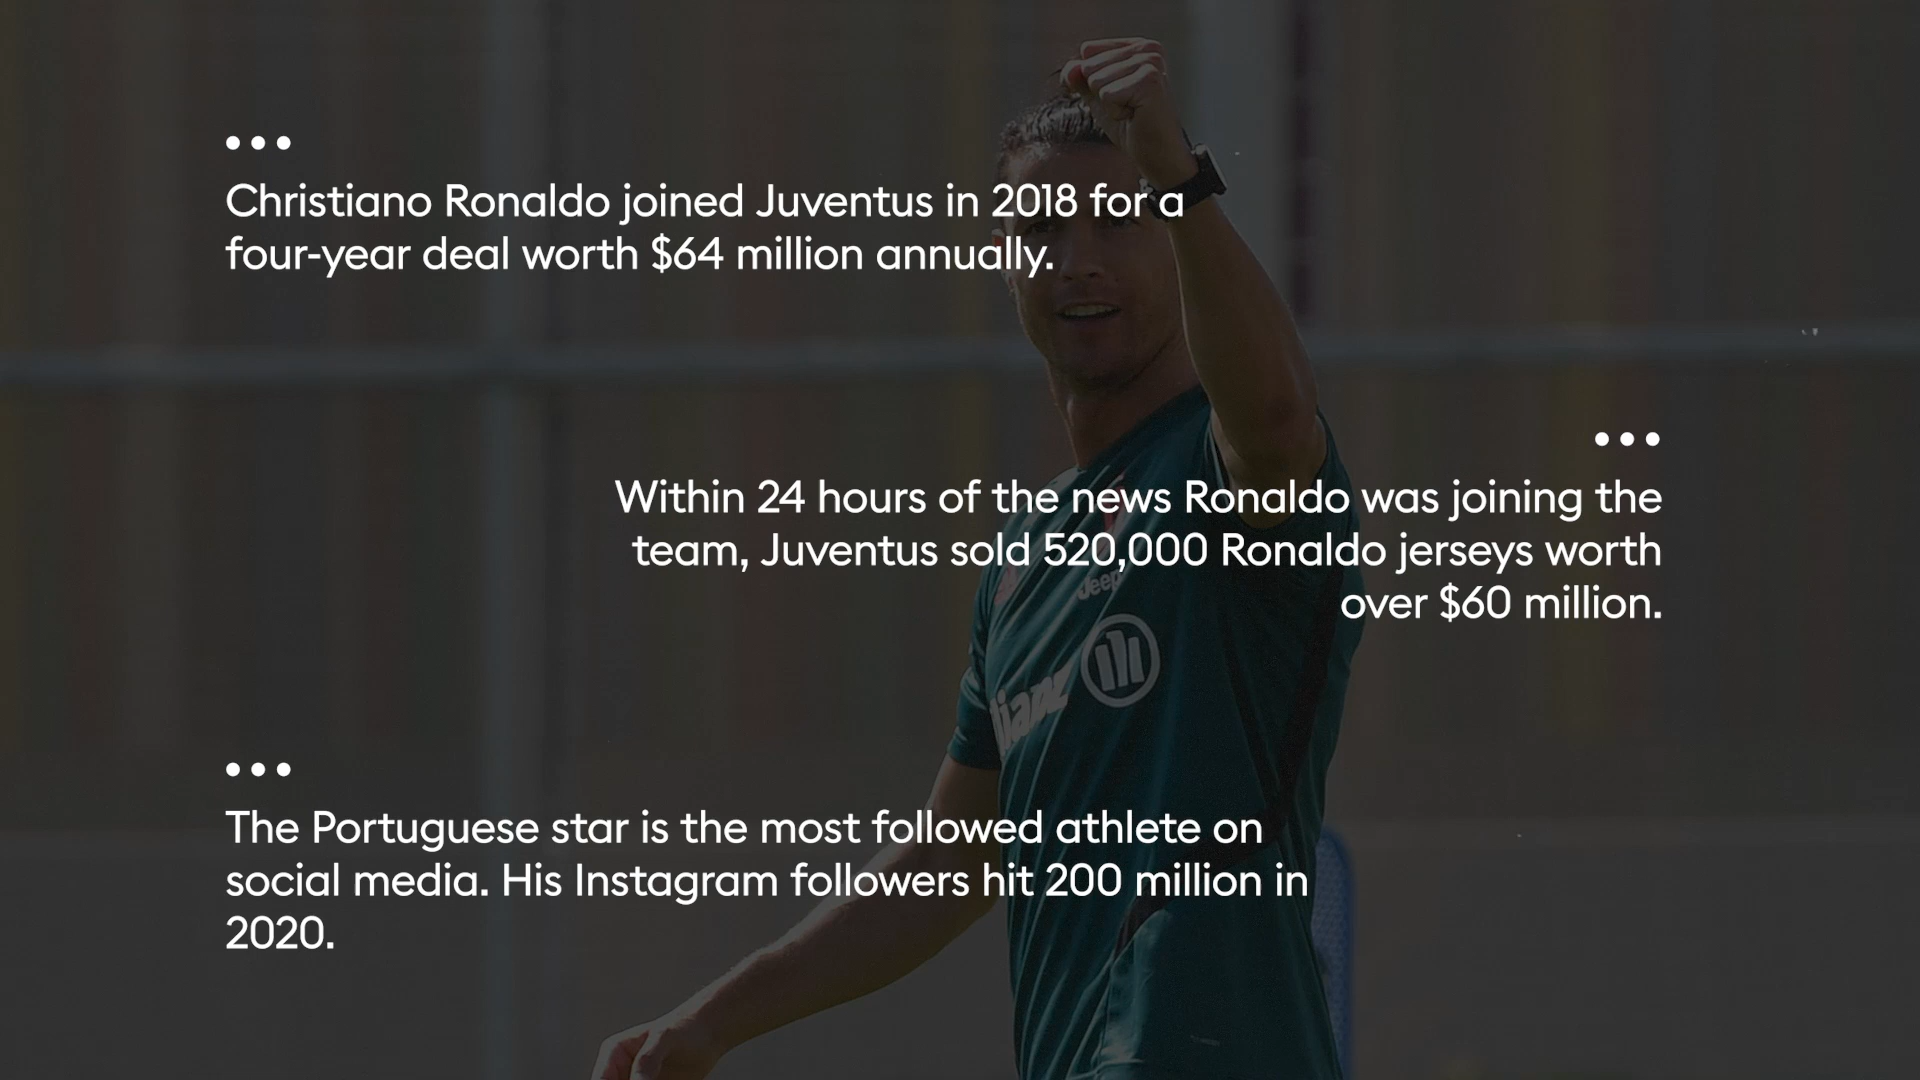 Christiano Ronaldo joined Juventus in 2018 for a
four-year deal worth $64 million annually.
Within 24 hours of the news Ronaldo was joining the
team, Juventus sold 520,000 Ronaldo jerseys worth
over $60 million.
Jeep
The Portuguese star is the most followed athlete on
social media. His Instagram followers hit 200 million in
2020.